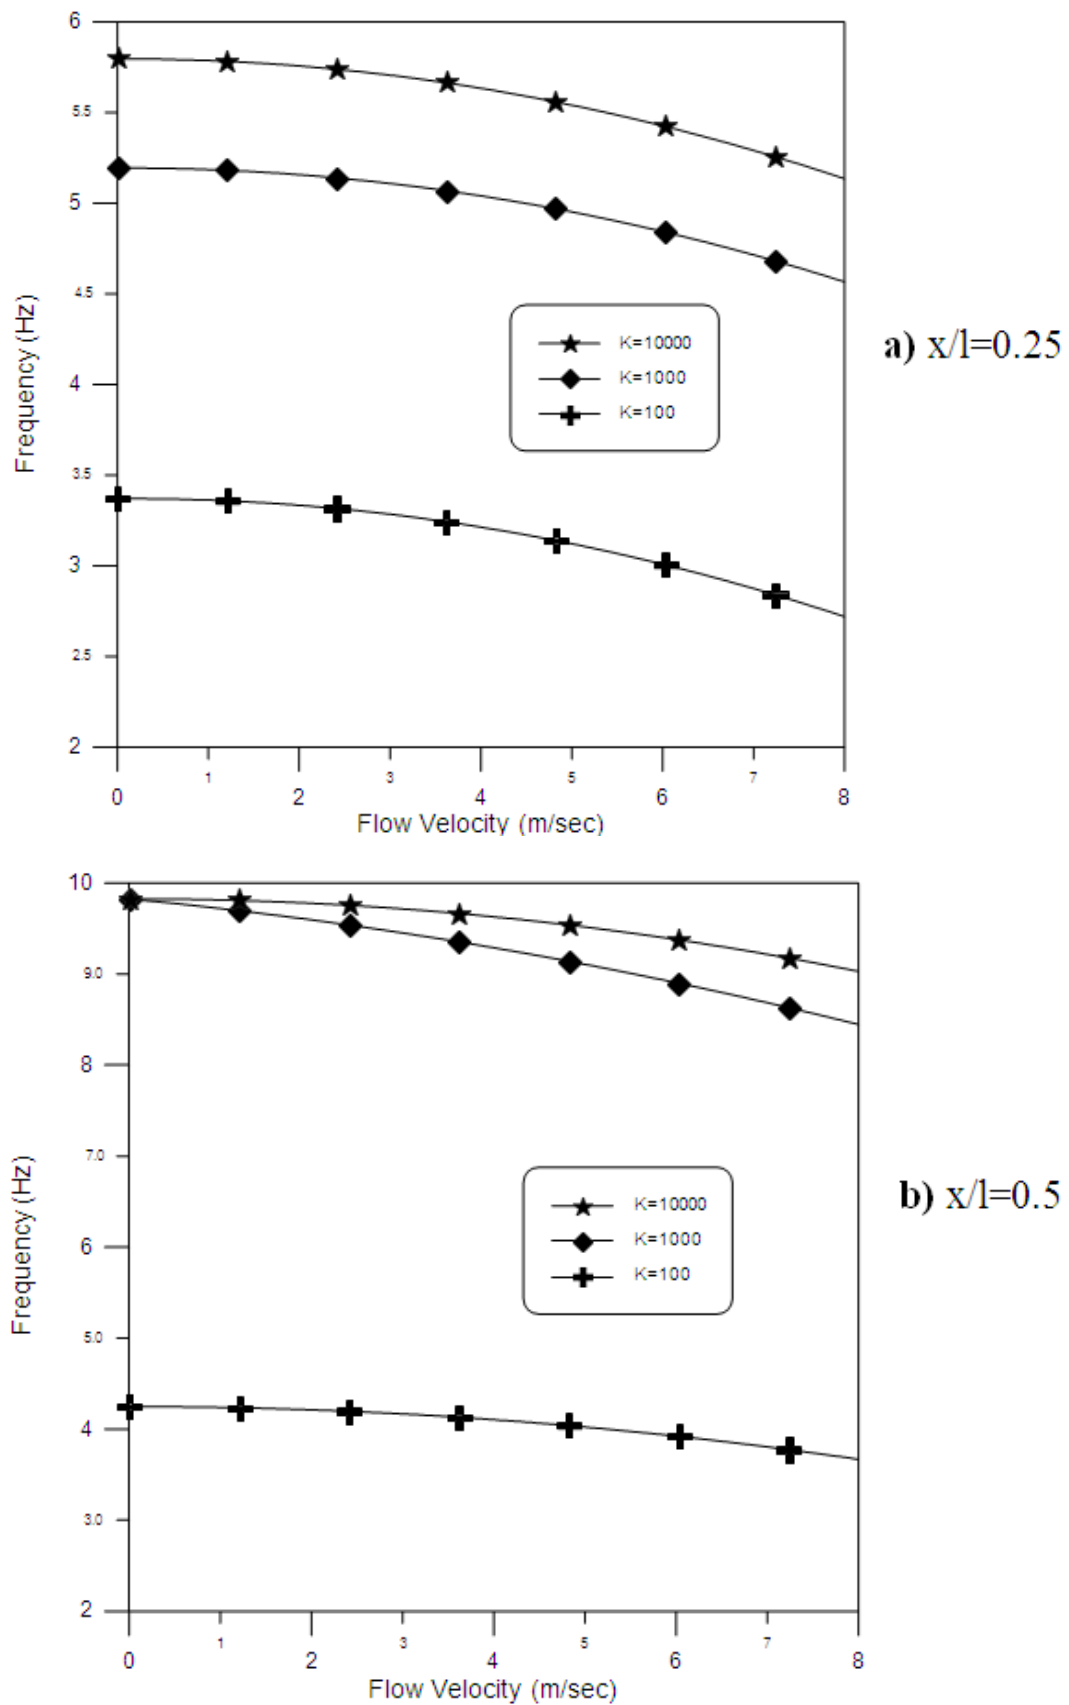 6
5.5
5
4.5
4
3.5
3
2.5
2
Frequency (Hz)
K=10000
K=1000
K=100
a) x/l=0.25
1 3 5 7
0 2 4 6 8
Flow Velocity (m/sec)
10
9.0
8
7.0
6
5.0
4
3.0
2
Frequency (Hz)
K=10000
K=1000
K=100
b) x/l=0.5
1 3 5 7
0 2 4 6 8
Flow Velocity (m/sec)